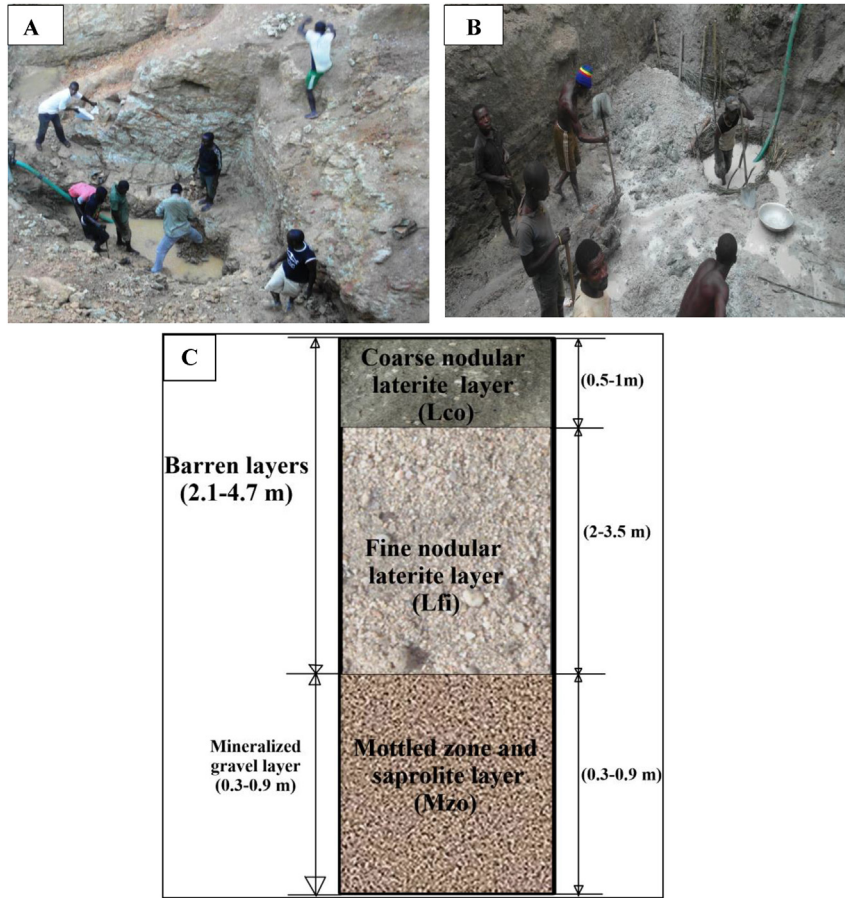 A
B
C
Coarse nodular
laterite layer
(Lco)
(0.5-1m)
Barren layers
(2.1-4.7 m)
Fine nodular
laterite layer
(Lfi)
(2-3.5 m)
Mineralized
gravel layer
(0.3-0.9 m)
Mottled zone and
saprolite layer
(Mzo)
(0.3-0.9 m)